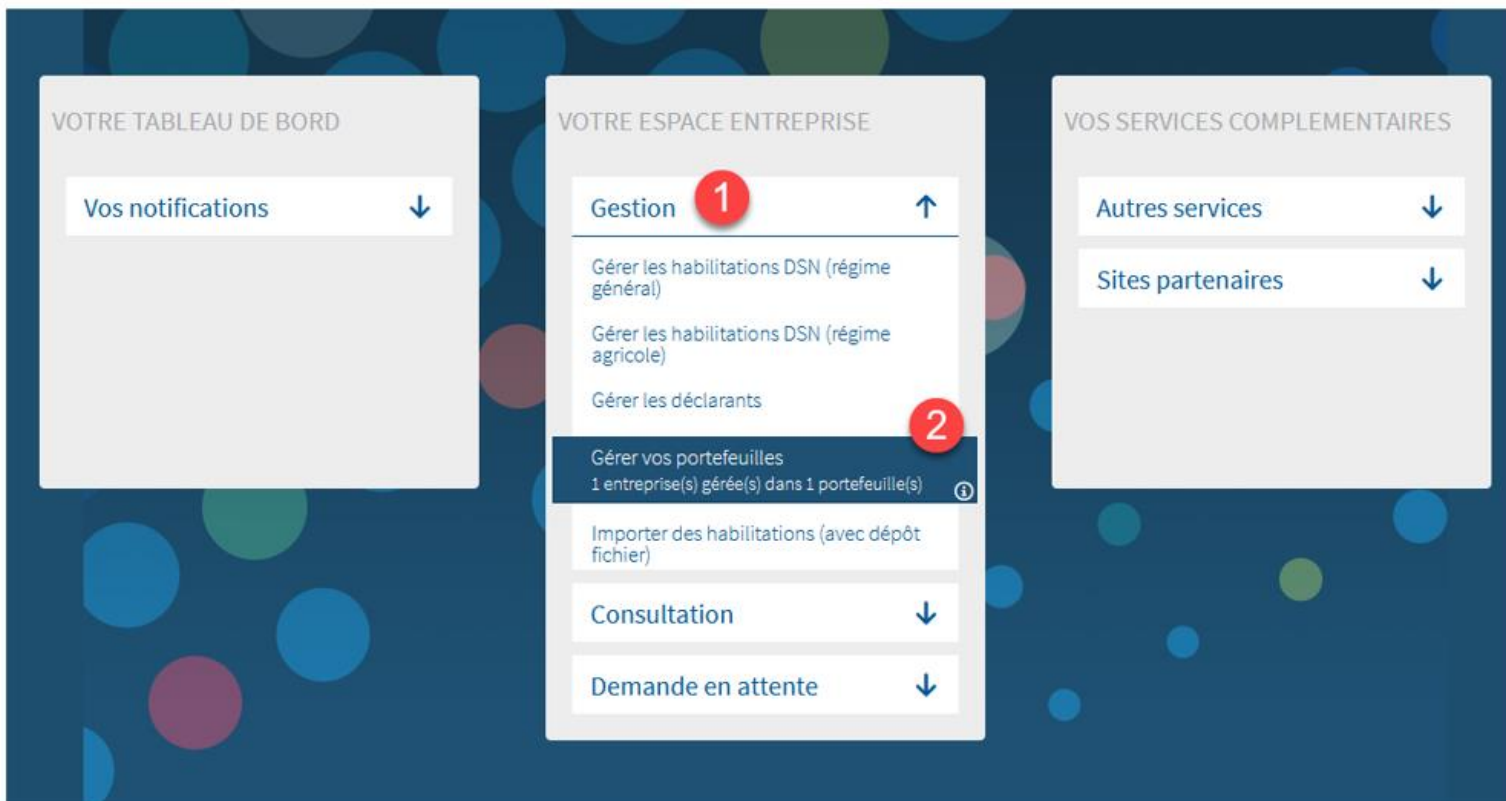 VOTRE TABLEAU DE BORD
Vos notifications
VOTRE ESPACE ENTREPRISE
Gestion 1
Gérer les habilitations DSN (régime
général)
Gérer les habilitations DSN (régime
agricole)
Gérer les déclarants
2
Gérer vos portefeuilles
1 entreprise(s) gérée(s) dans 1 portefeuille(s)
Importer des habilitations (avec dépôt
fichier)
Consultation
Demande en attente
VOS SERVICES COMPLEMENTAIRES
Autres services
Sites partenaires